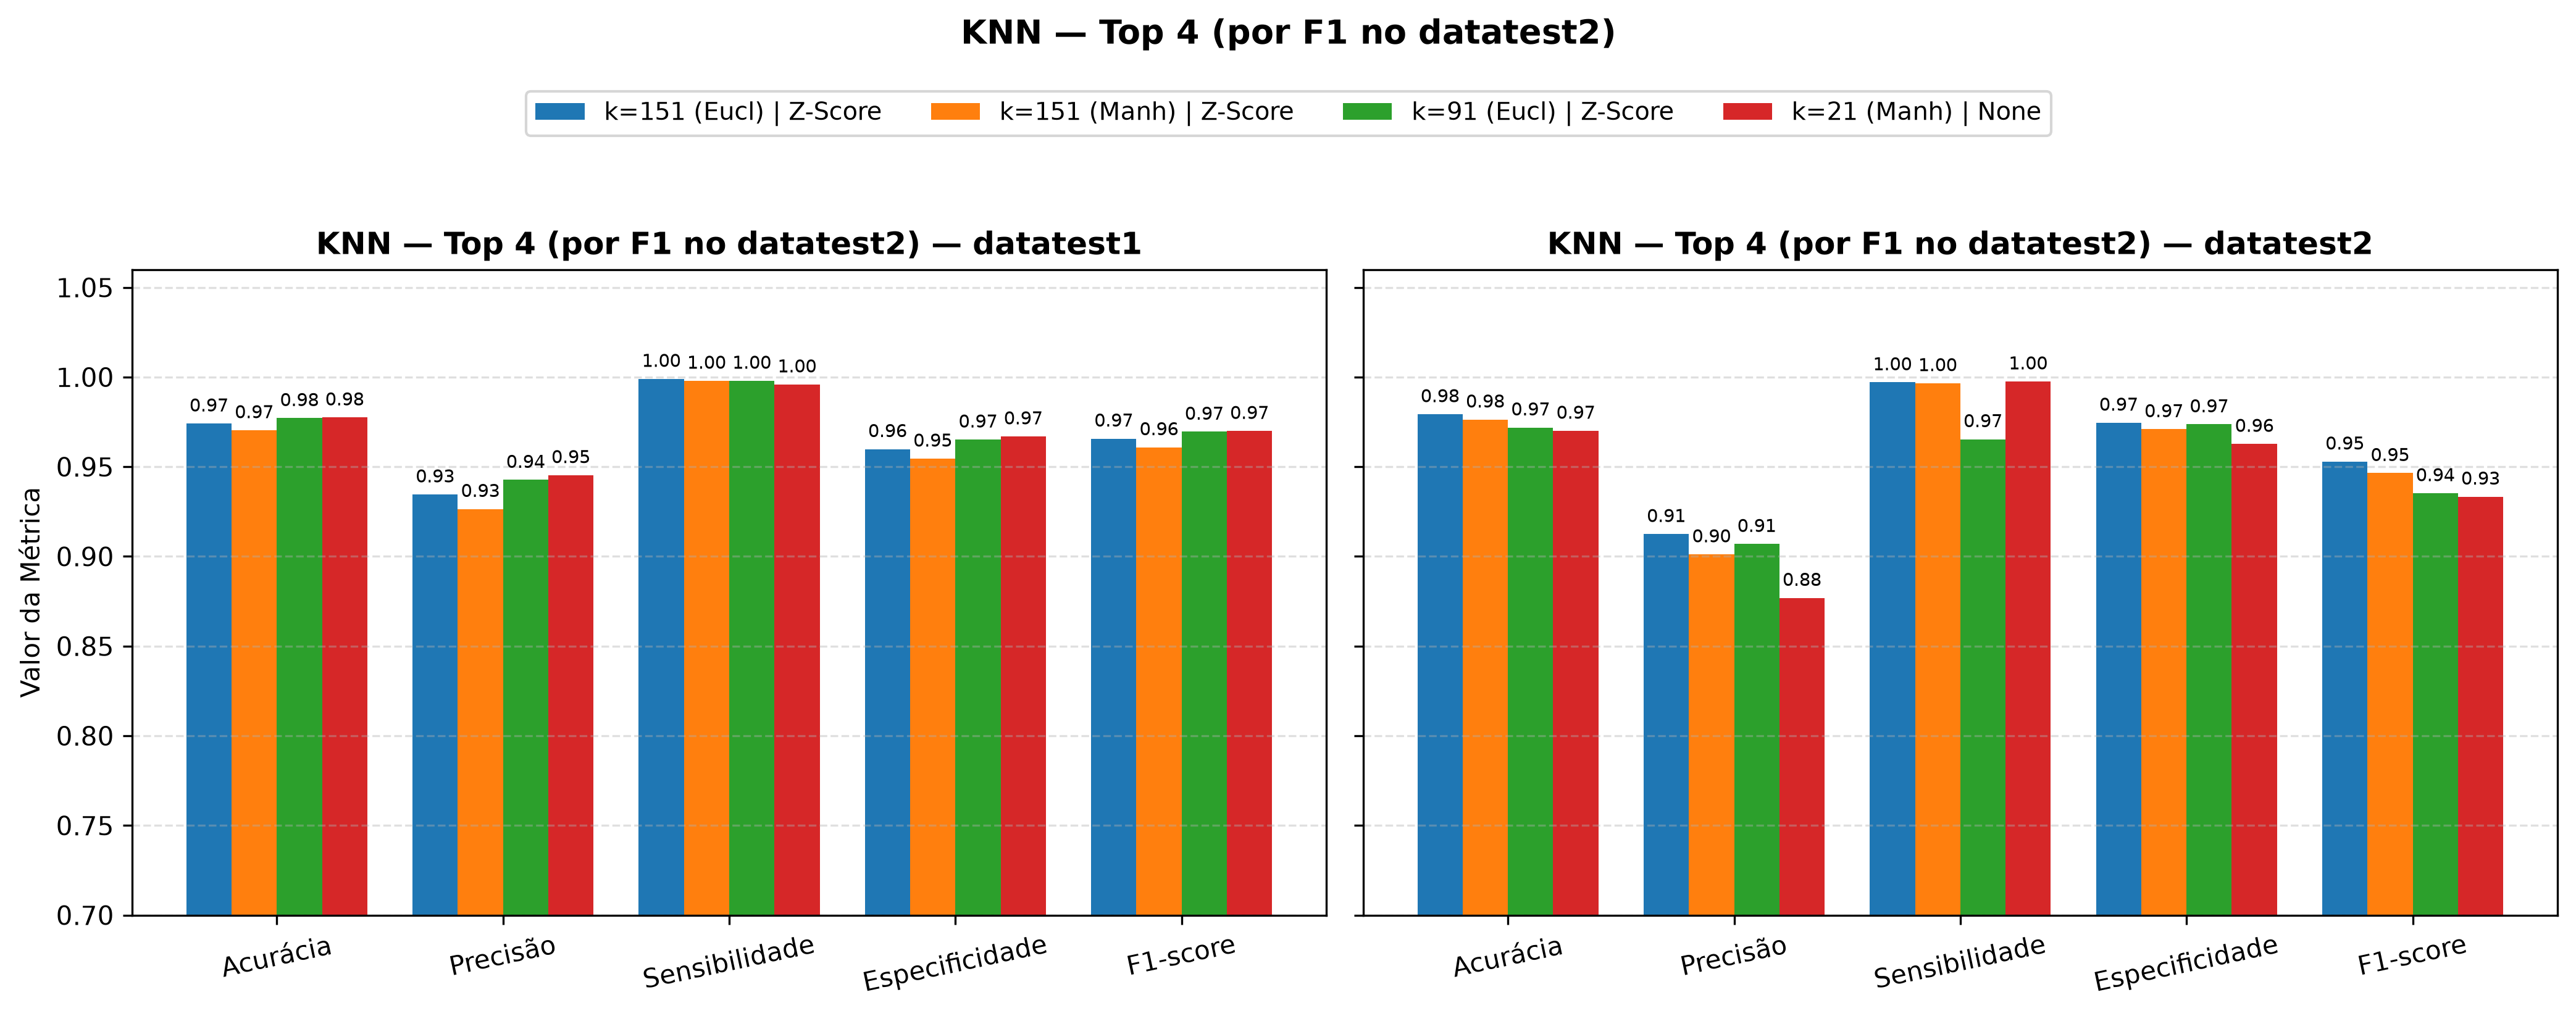 KNN — Top 4 (por F1 no datatest2)
k=151 (Eucl) | Z-Score k=151 (Manh) | Z-Score k=91 (Eucl) | Z-Score k=21 (Manh) | None
KNN — Top 4 (por F1 no datatest2) — datatest1
Valor da Métrica
1.05
1.00
0.95
0.90
0.85
0.80
0.75
0.70
0.97 0.97 0.98 0.98
0.93 0.93 0.94 0.95
1.00 1.00 1.00 1.00
0.96 0.95 0.97 0.97
0.97 0.96 0.97 0.97
Acurácia Precisão Sensibilidade Especificidade F1-score
KNN — Top 4 (por F1 no datatest2) — datatest2
0.98 0.98 0.97 0.97
0.91 0.90 0.91 0.88
1.00 1.00 0.97 1.00
0.97 0.97 0.97 0.96
0.95 0.95 0.94 0.93
Acurácia Precisão Sensibilidade Especificidade F1-score